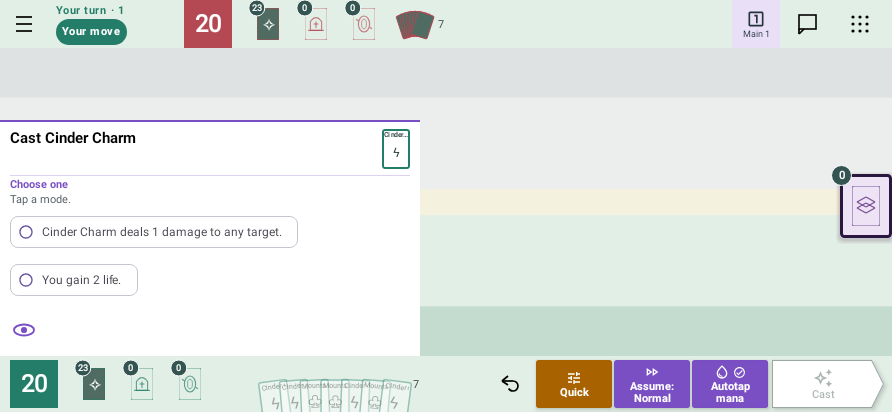 Your turn · 1
Your move
20
23
0
0
7
1
Main 1
Cast Cinder Charm
Cinder...
Choose one
Tap a mode.
Cinder Charm deals 1 damage to any target.
You gain 2 life.
0
20
23
0
0
7
Quick
Assume:
Normal
Autotap
mana
Cast